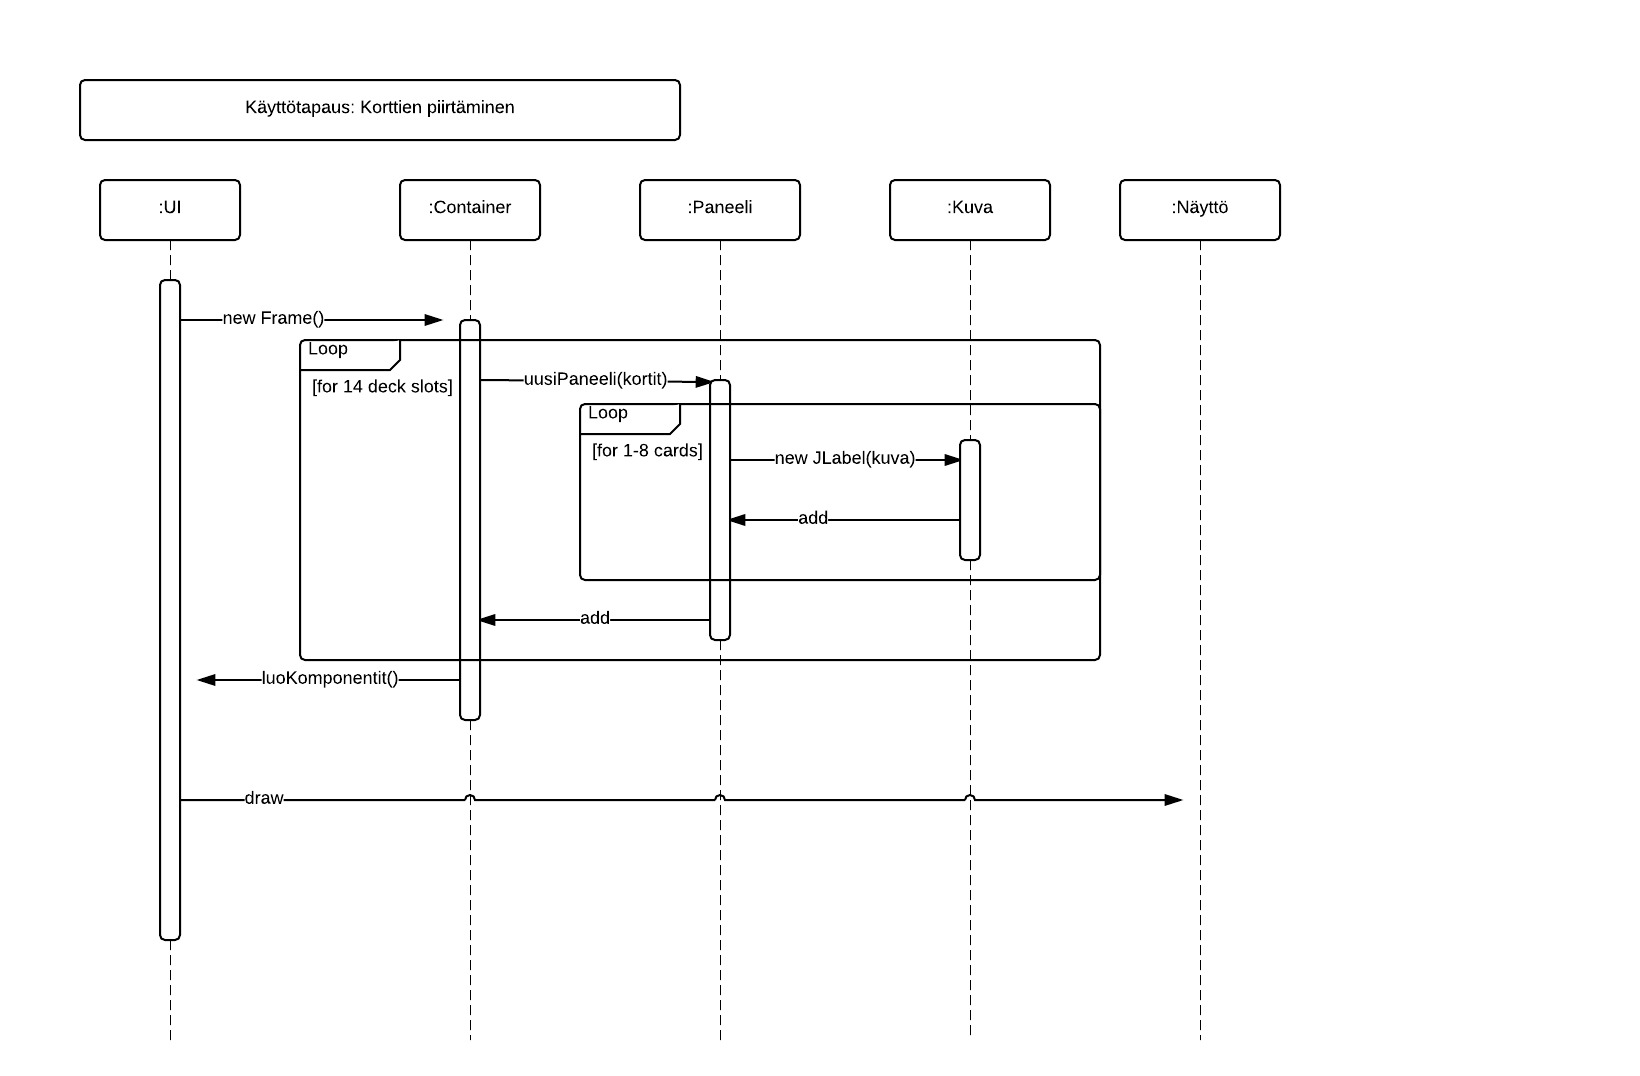 Käyttötapaus: Korttien piirtäminen
:UI
:Container
:Paneeli
:Kuva
:Näyttö
new Frame()
Loop
[for 14 deck slots]
uusiPaneeli(kortit)
Loop
[for 1-8 cards]
new JLabel(kuva)
add
add
luoKomponentit()
draw